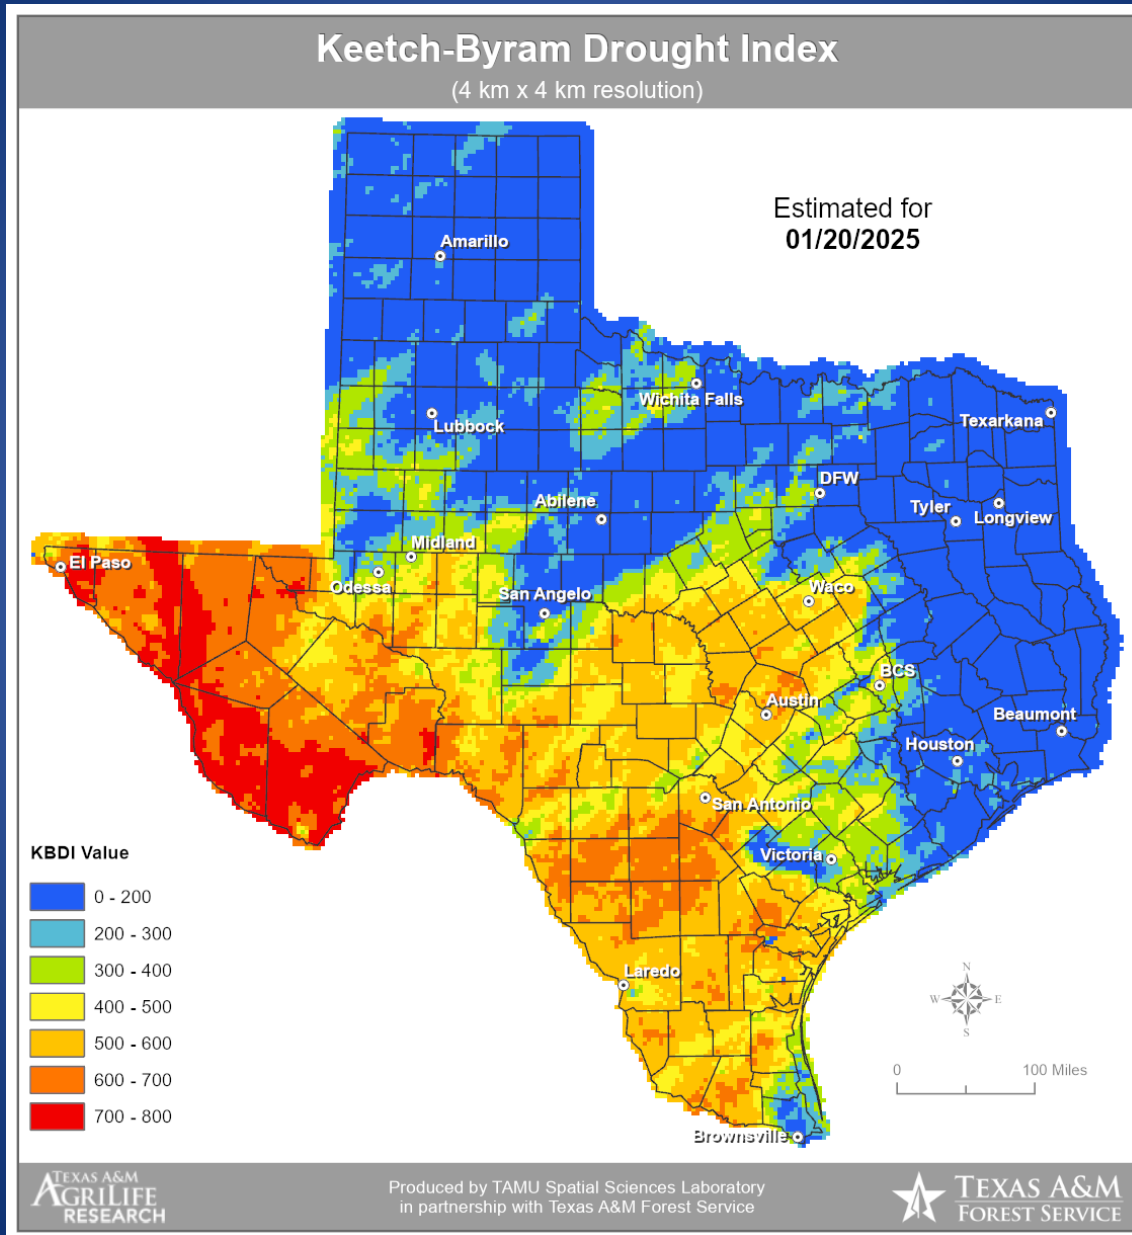 Keetch-Byram Drought Index
(4 km x 4 km resolution)
Estimated for
01/20/2025
Amarillo
Wichita Falls
Lubbock
Texarkana
DFW
Abilene
Tyler
Longview
Midland
El Paso
Odessa
San Angelo
Waco
BCS
Austin
Beaumont
Houston
San Antonio
Victoria
Laredo
Brownsville
KBDI Value
0 - 200
200 - 300
300 - 400
400 - 500
500 - 600
600 - 700
700 - 800
N
W E
S
0 100 Miles
TEXAS A&M
AGRILIFE
RESEARCH
Produced by TAMU Spatial Sciences Laboratory
in partnership with Texas A&M Forest Service
TEXAS A&M
FOREST SERVICE